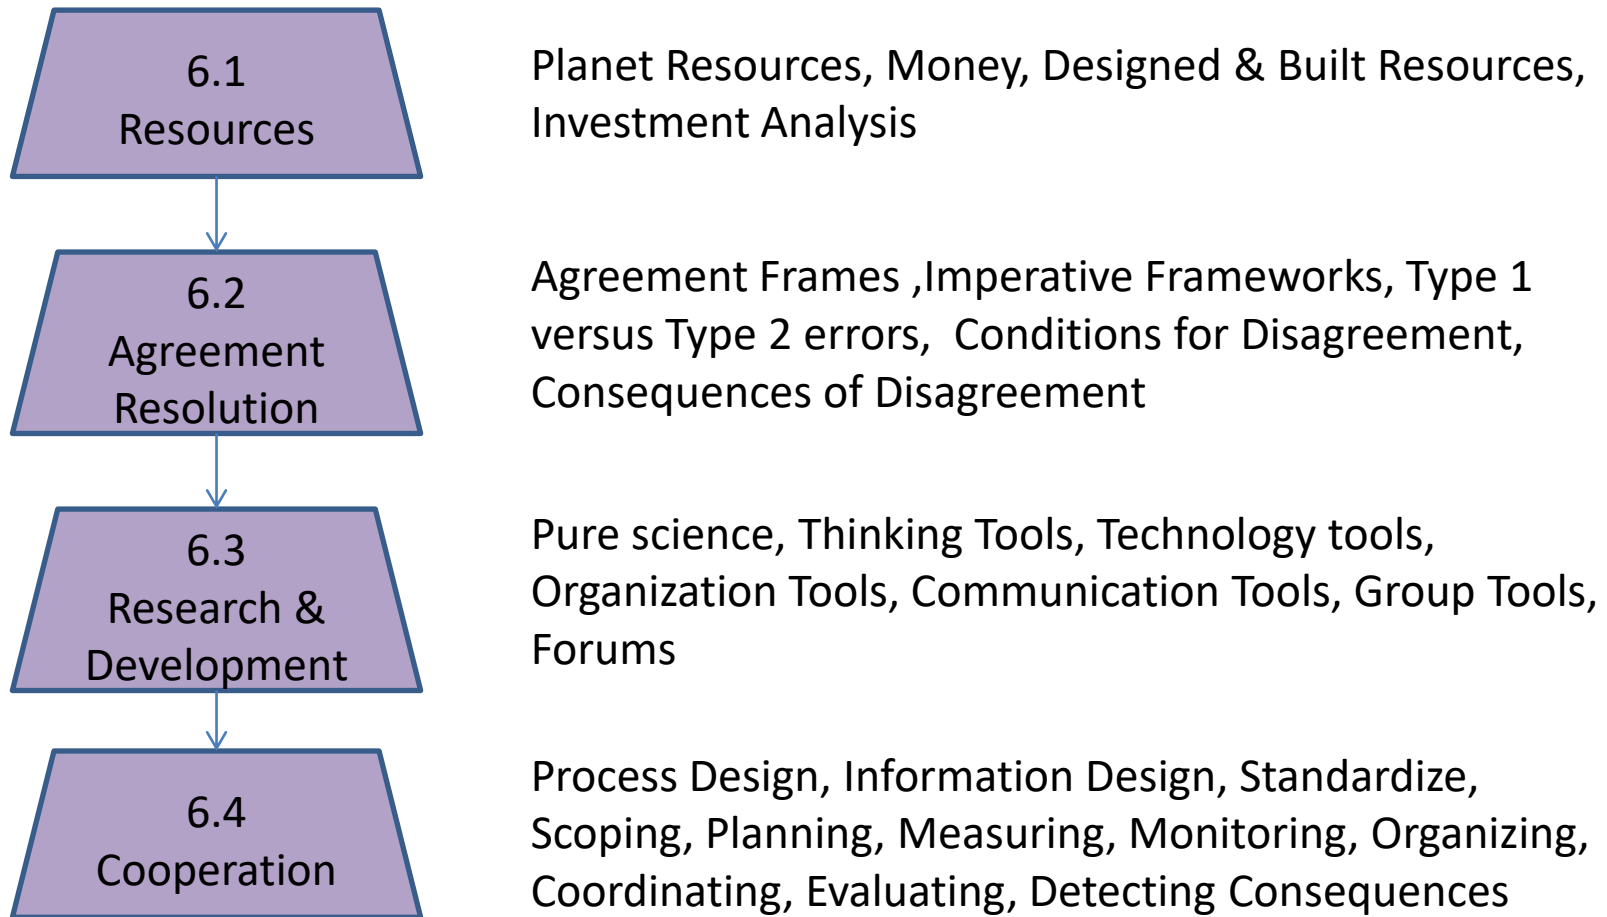 6.1
Resources
Planet Resources, Money, Designed & Built Resources,
Investment Analysis
6.2
Agreement
Resolution
Agreement Frames ,Imperative Frameworks, Type 1
versus Type 2 errors,  Conditions for Disagreement,
Consequences of Disagreement
6.3
Research &
Development
Pure science, Thinking Tools, Technology tools,
Organization Tools, Communication Tools, Group Tools,
Forums
6.4
Cooperation
Process Design, Information Design, Standardize,
Scoping, Planning, Measuring, Monitoring, Organizing,
Coordinating, Evaluating, Detecting Consequences